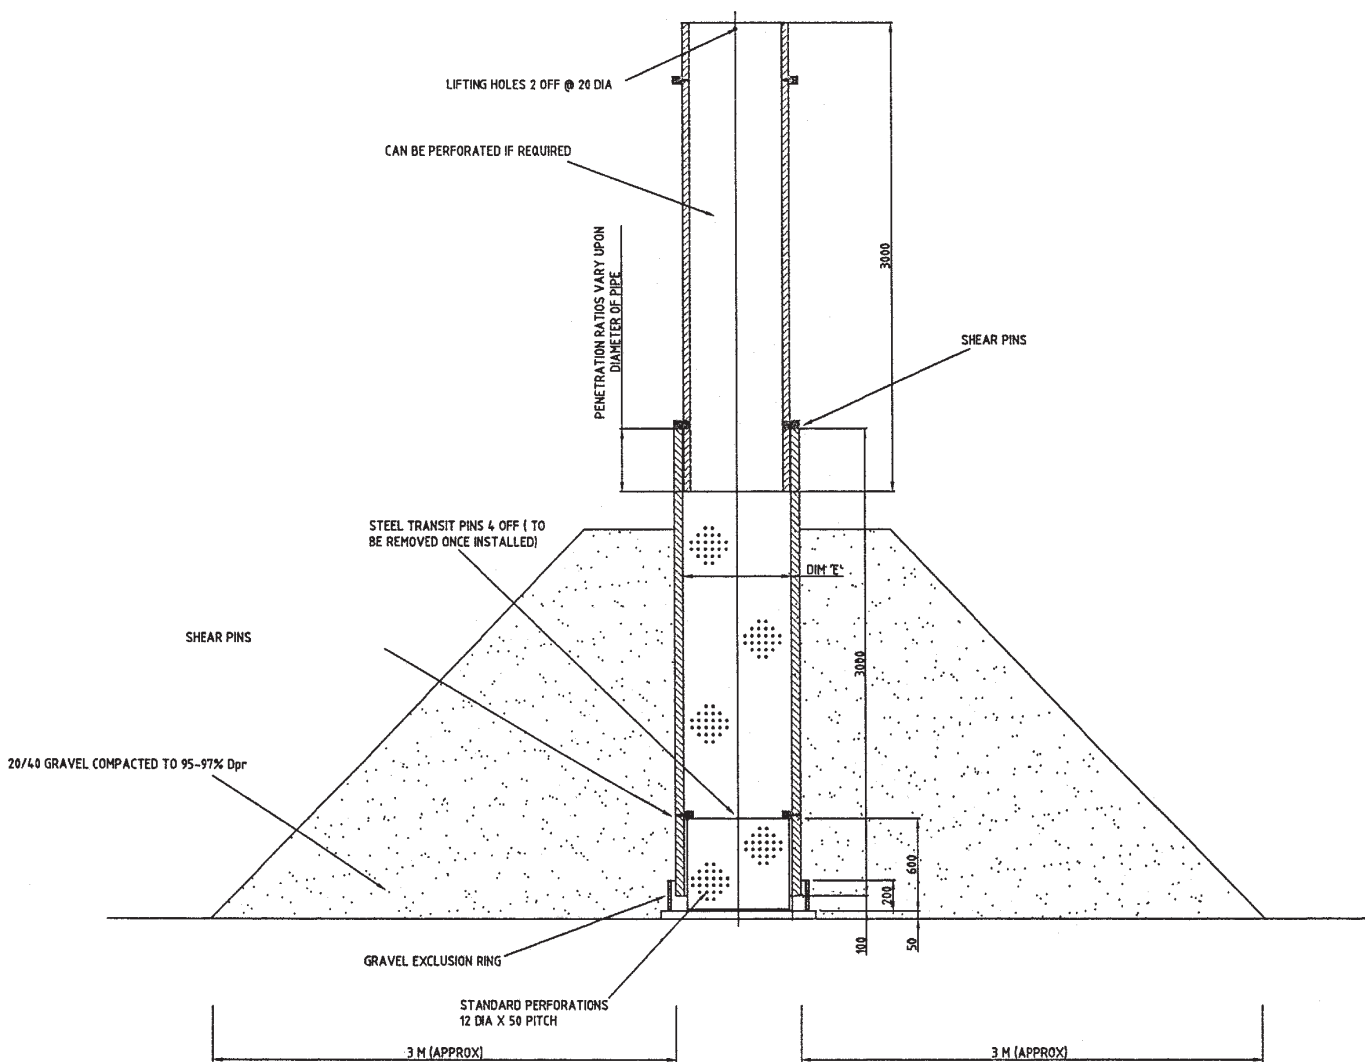 LIFTING HOLES 2 OFF @ 20 DIA
CAN BE PERFORATED IF REQUIRED
PENETRATION RATIOS VARY UPON
DIAMETER OF PIPE
3000
SHEAR PINS
STEEL TRANSIT PINS 4 OFF ( TO
BE REMOVED ONCE INSTALLED)
DIM 'E'
SHEAR PINS
3000
20/40 GRAVEL COMPACTED TO 95-97% Dpr
600
200
100
50
GRAVEL EXCLUSION RING
STANDARD PERFORATIONS
12 DIA X 50 PITCH
3 M (APPROX)
3 M (APPROX)